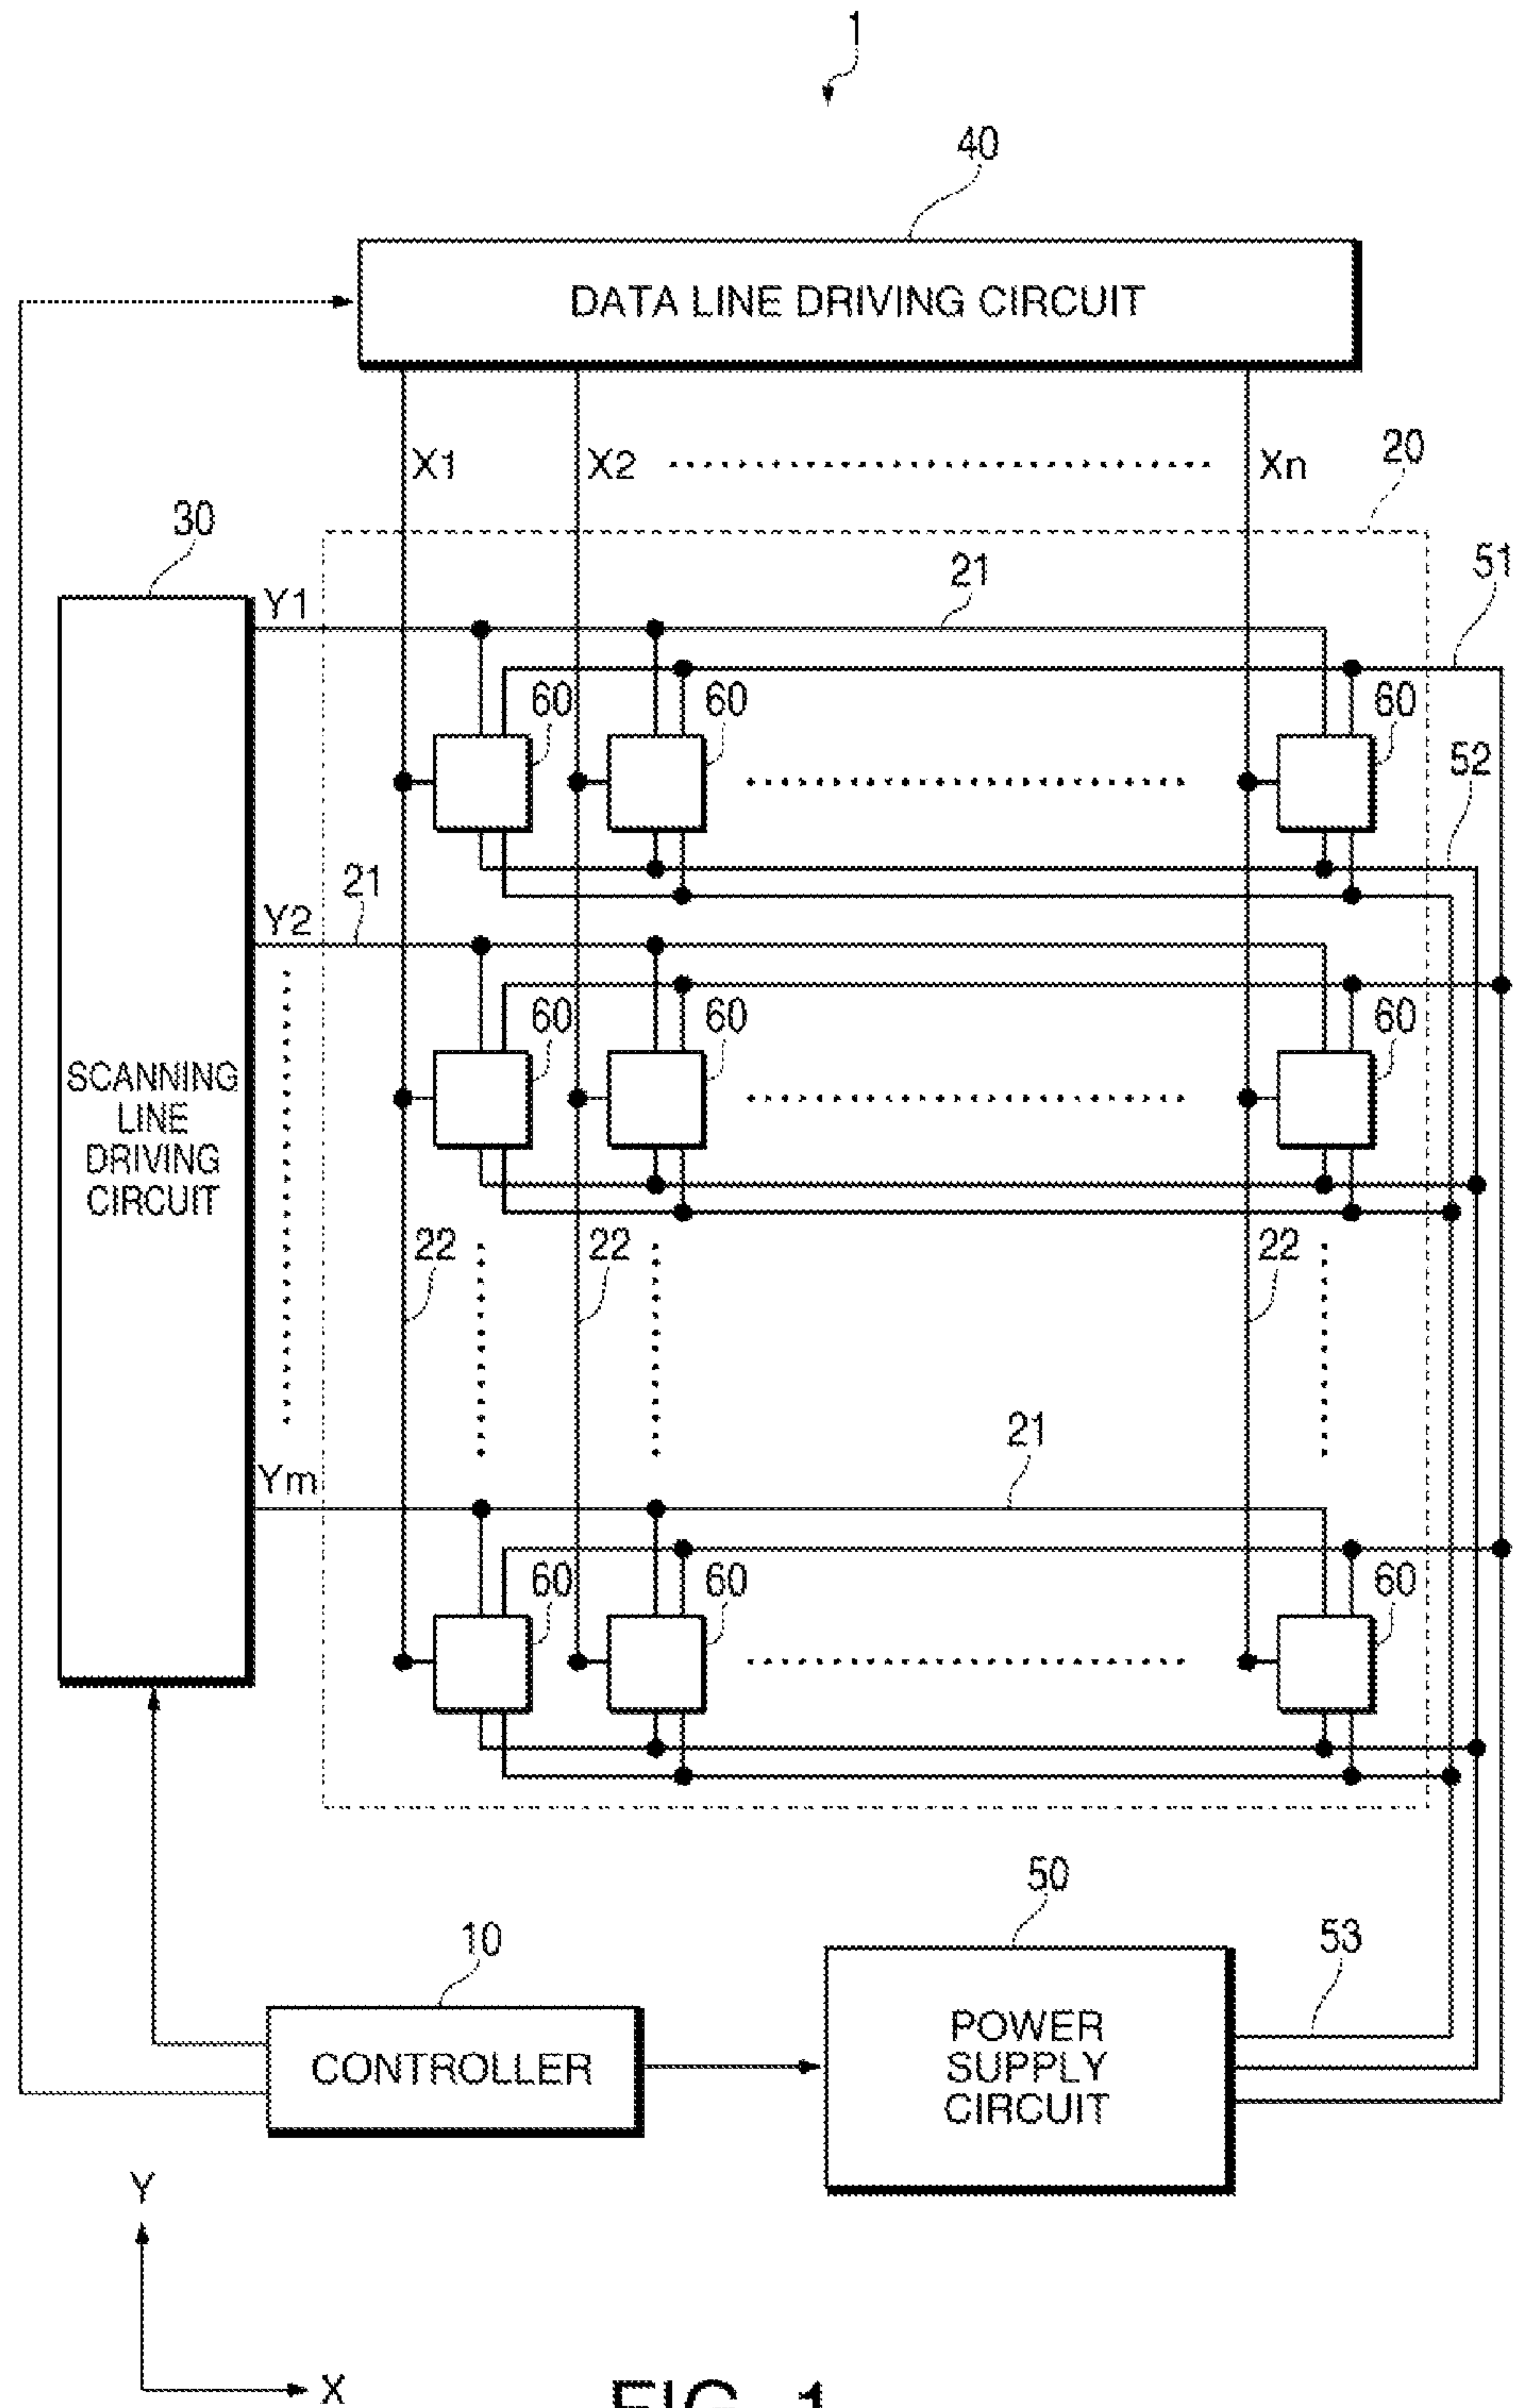 1
40
DATA LINE DRIVING CIRCUIT
X1 X2 Xn
20
30
51
Y1
21
60 60 60
52
21
Y2
60 60 60
SCANNING
LINE
DRIVING
CIRCUIT
22 22 22
21
Ym
60 60 60
50
10
53
POWER
SUPPLY
CIRCUIT
CONTROLLER
Y
X
FIG. 1